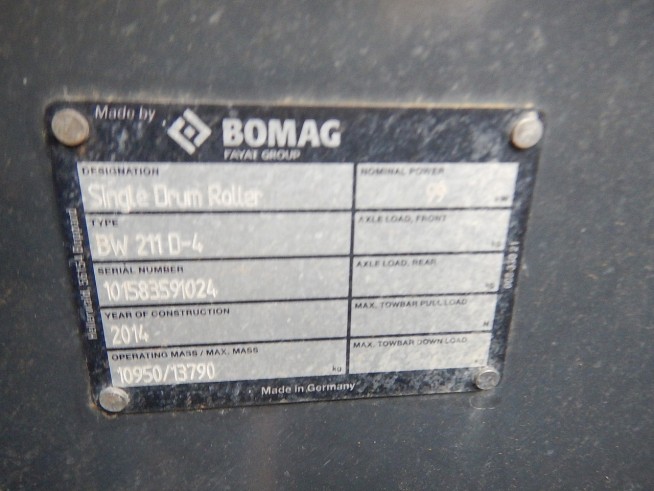 Made by BOMAG
FAYAT GROUP
DESIGNATION
Single Drum Roller
NOMINAL POWER
99 kW
TYPE
BW 211 D-4
AXLE LOAD, FRONT
kg
SERIAL NUMBER
101583591024
AXLE LOAD, REAR
kg
YEAR OF CONSTRUCTION
2014
MAX. TOWBAR PULL LOAD
N
OPERATING MASS / MAX. MASS
10950/13790 kg
MAX. TOWBAR DOWN LOAD
Made in Germany
Boppard